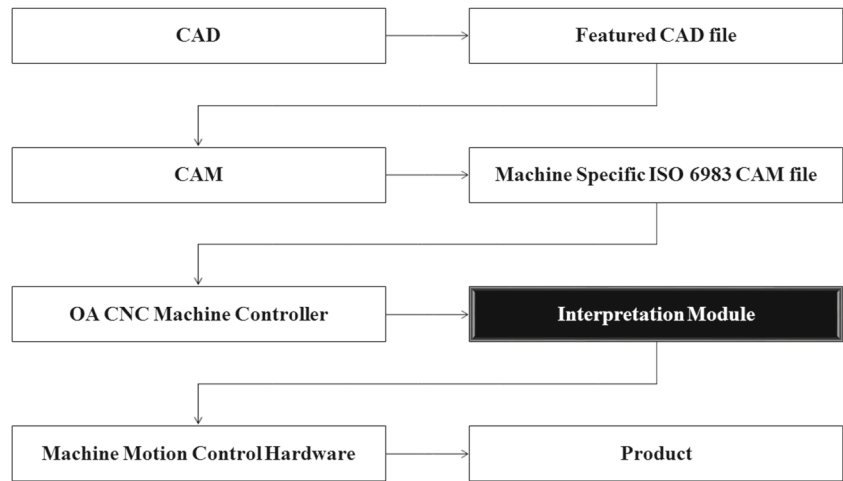 CAD
Featured CAD file
CAM
Machine Specific ISO 6983 CAM file
OA CNC Machine Controller
Interpretation Module
Machine Motion Control Hardware
Product